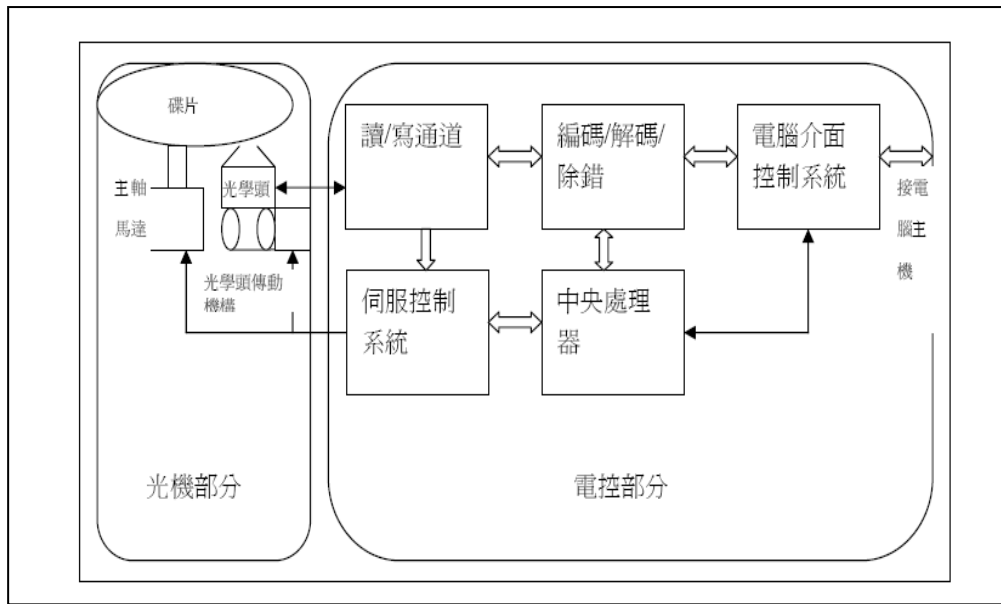 碟片
主軸
馬達
光學頭
光學頭傳動
機構
讀/寫通道
編碼/解碼/
除錯
電腦介面
控制系統
接電
腦主
機
伺服控制
系統
中央處理
器
光機部分
電控部分